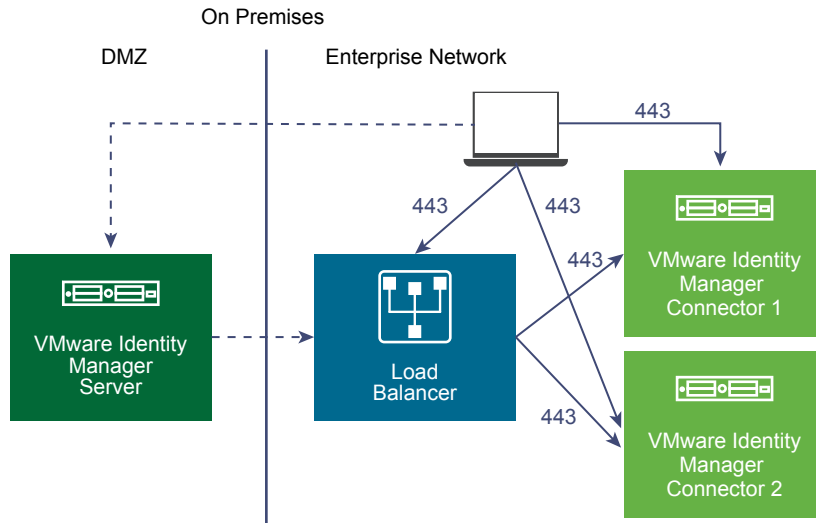 On Premises
DMZ
Enterprise Network
443
443
443
443
VMware Identity
Manager
Connector 1
VMware Identity
Manager
Server
Load
Balancer
443
VMware Identity
Manager
Connector 2